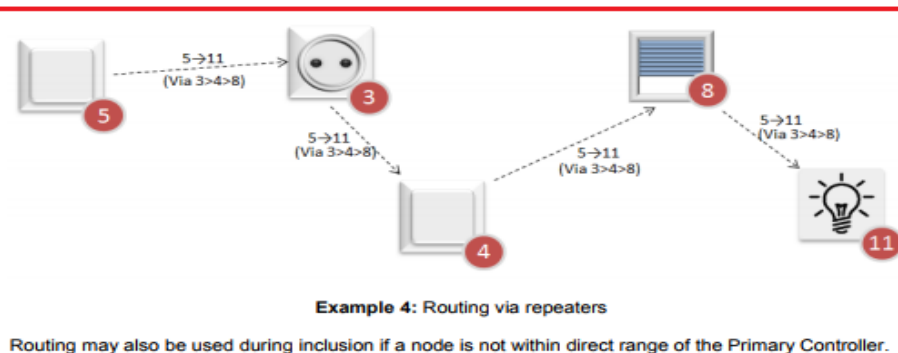 5→11
(Via 3>4>8)
5
3
5→11
(Via 3>4>8)
4
5→11
(Via 3>4>8)
8
5→11
(Via 3>4>8)
11
Example 4: Routing via repeaters
Routing may also be used during inclusion if a node is not within direct range of the Primary Controller.